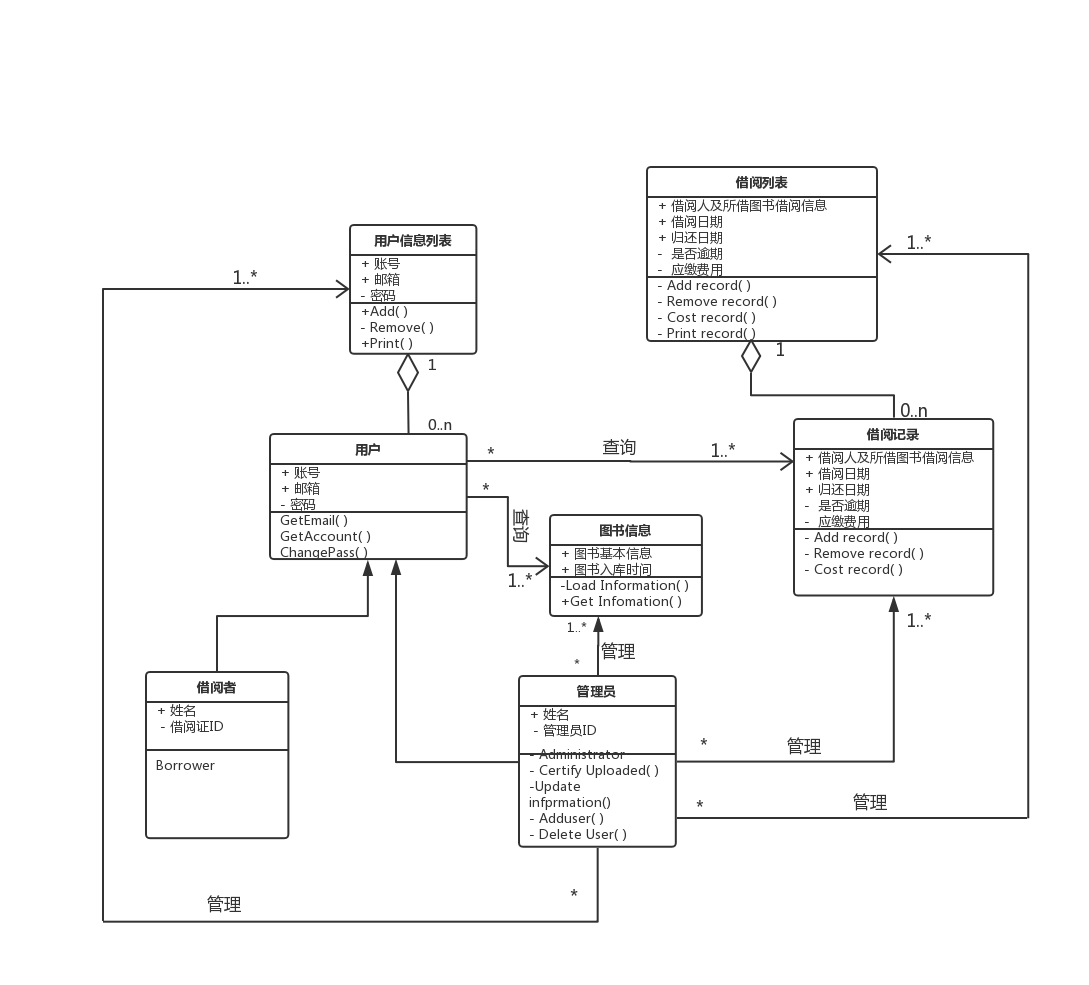 借阅列表
+ 借阅人及所借图书借阅信息
+ 借阅日期
+ 归还日期
- 是否逾期
- 应缴费用
- Add record( )
- Remove record( )
- Cost record( )
- Print record( )
1..*
1
0..n
用户信息列表
+ 账号
+ 邮箱
- 密码
+Add( )
- Remove( )
+Print( )
1..*
1
0..n
用户
+ 账号
+ 邮箱
- 密码
GetEmail( )
GetAccount( )
ChangePass( )
*
查询
1..*
*
查询
1..*
借阅记录
+ 借阅人及所借图书借阅信息
+ 借阅日期
+ 归还日期
- 是否逾期
- 应缴费用
- Add record( )
- Remove record( )
- Cost record( )
1..*
图书信息
+ 图书基本信息
+ 图书入库时间
-Load Information( )
+Get Infomation( )
1..*
管理
*
借阅者
+ 姓名
- 借阅证ID
Borrower
管理员
+ 姓名
- 管理员ID
- Administrator
- Certify Uploaded( )
-Update
infprmation()
- Adduser( )
- Delete User( )
*
管理
*
管理
*
管理